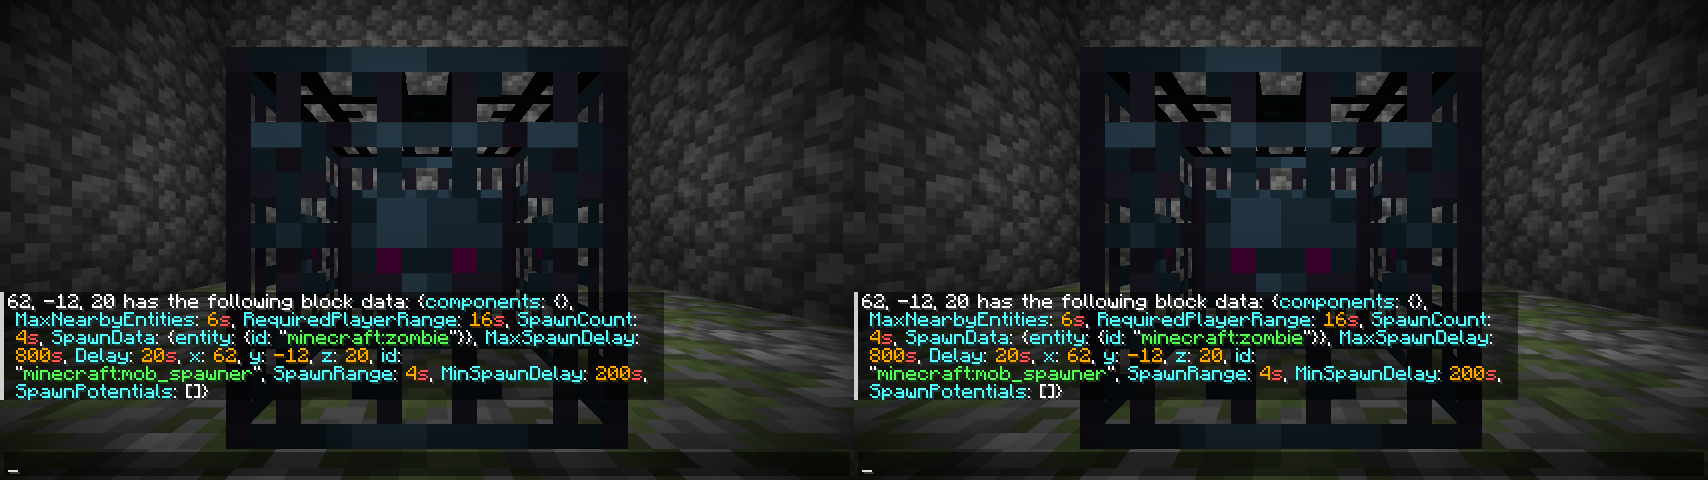 62, -12, 20 has the following block data: {components: {},
MaxNearbyEntities: 6s, RequiredPlayerRange: 16s, SpawnCount:
4s, SpawnData: {entity: {id: "minecraft:zombie"}}, MaxSpawnDelay:
800s, Delay: 20s, x: 62, y: -12, z: 20, id:
"minecraft:mob_spawner", SpawnRange: 4s, MinSpawnDelay: 200s,
SpawnPotentials: []}
_
62, -12, 20 has the following block data: {components: {},
MaxNearbyEntities: 6s, RequiredPlayerRange: 16s, SpawnCount:
4s, SpawnData: {entity: {id: "minecraft:zombie"}}, MaxSpawnDelay:
800s, Delay: 20s, x: 62, y: -12, z: 20, id:
"minecraft:mob_spawner", SpawnRange: 4s, MinSpawnDelay: 200s,
SpawnPotentials: []}
_